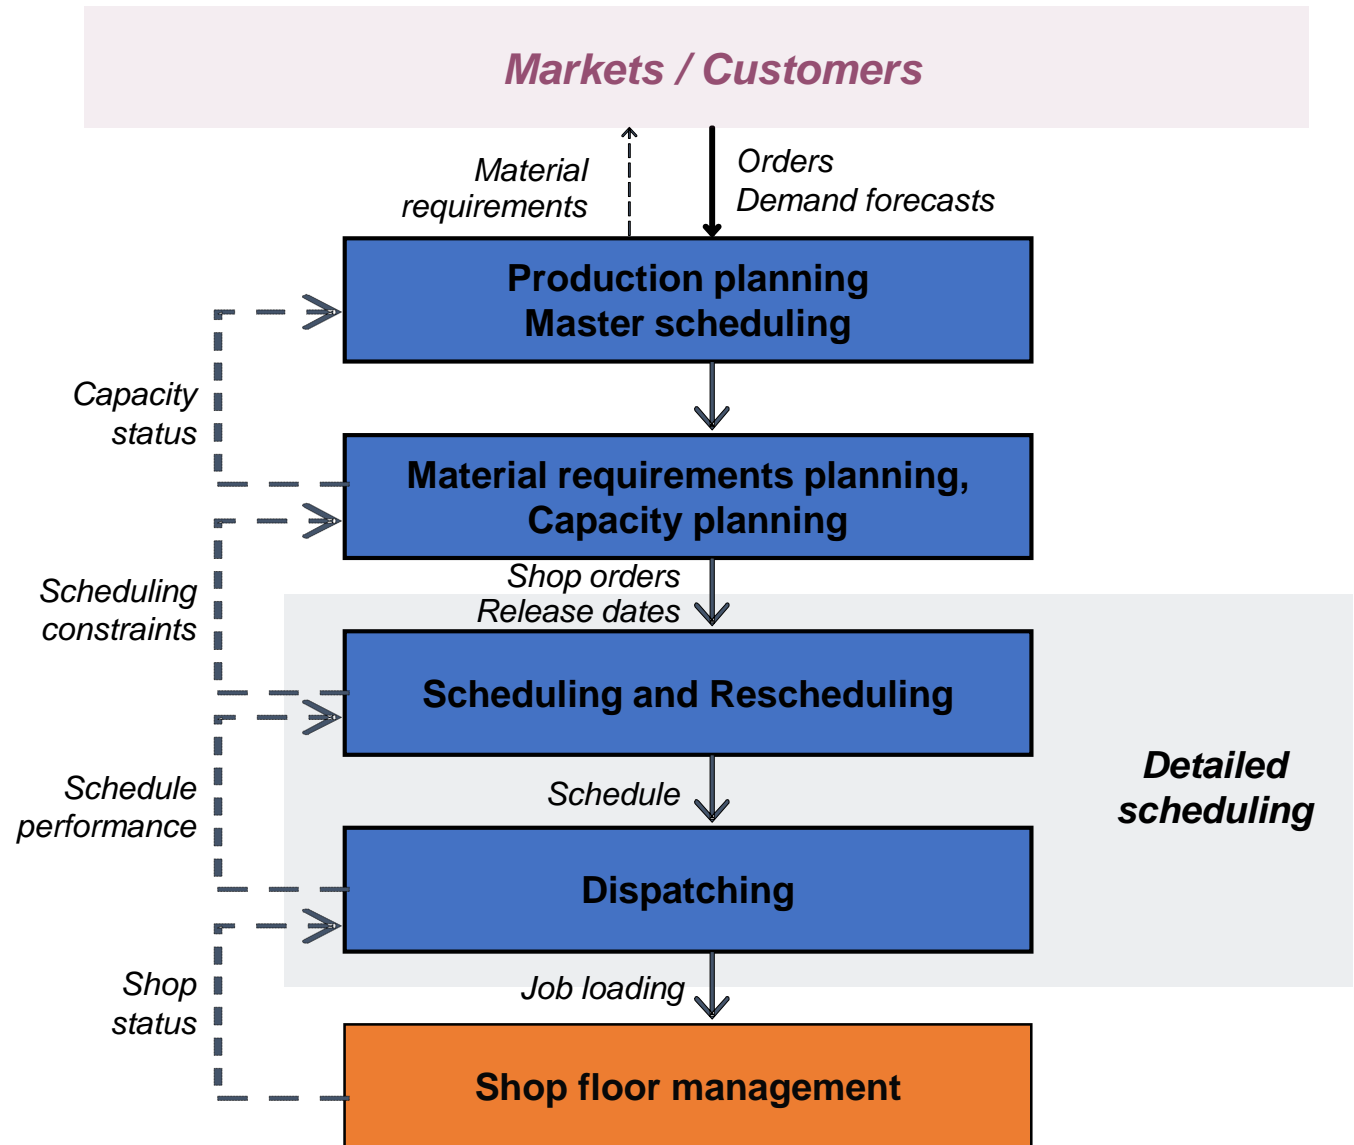 Markets / Customers
Material
requirements
Orders
Demand forecasts
Production planning
Master scheduling
Capacity
status
Material requirements planning,
Capacity planning
Shop orders
Release dates
Scheduling
constraints
Scheduling and Rescheduling
Detailed
scheduling
Schedule
performance
Schedule
Dispatching
Shop
status
Job loading
Shop floor management